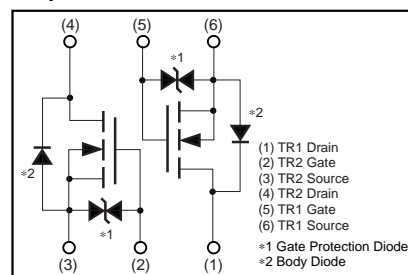 (4) (5) (6)
∗1
∗2
∗2
∗1
(3) (2) (1)
(1) TR1 Drain
(2) TR2 Gate
(3) TR2 Source
(4) TR2 Drain
(5) TR1 Gate
(6) TR1 Source
∗1 Gate Protection Diode
∗2 Body Diode